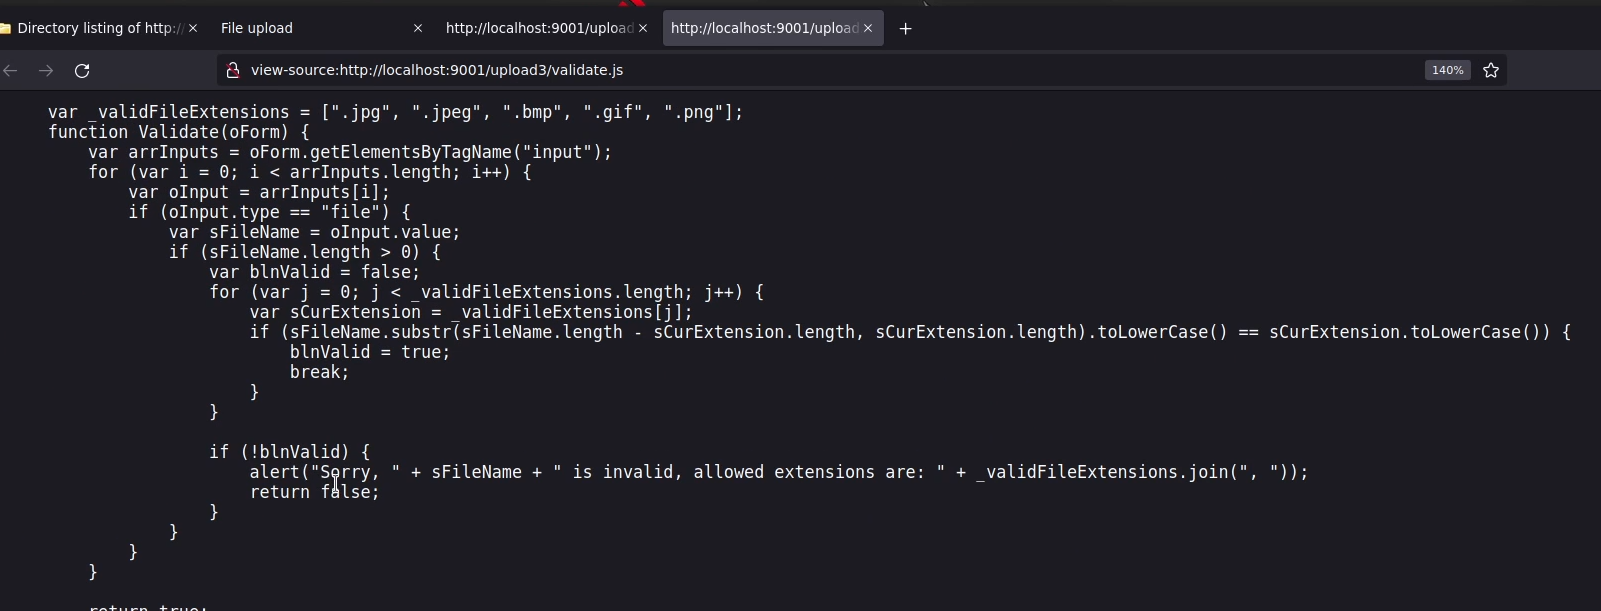 Directory listing of http://
File upload
http://localhost:9001/upload
http://localhost:9001/upload
view-source:http://localhost:9001/upload3/validate.js
140%
var _validFileExtensions = [".jpg", ".jpeg", ".bmp", ".gif", ".png"];
function Validate(oForm) {
var arrInputs = oForm.getElementsByTagName("input");
for (var i = 0; i < arrInputs.length; i++) {
var oInput = arrInputs[i];
if (oInput.type == "file") {
var sFileName = oInput.value;
if (sFileName.length > 0) {
var blnValid = false;
for (var j = 0; j < _validFileExtensions.length; j++) {
var sCurExtension = _validFileExtensions[j];
if (sFileName.substr(sFileName.length - sCurExtension.length, sCurExtension.length).toLowerCase() == sCurExtension.toLowerCase()) {
blnValid = true;
break;
}
}
if (!blnValid) {
alert("Sorry, " + sFileName + " is invalid, allowed extensions are: " + _validFileExtensions.join(", "));
return false;
}
}
}
}
return true;